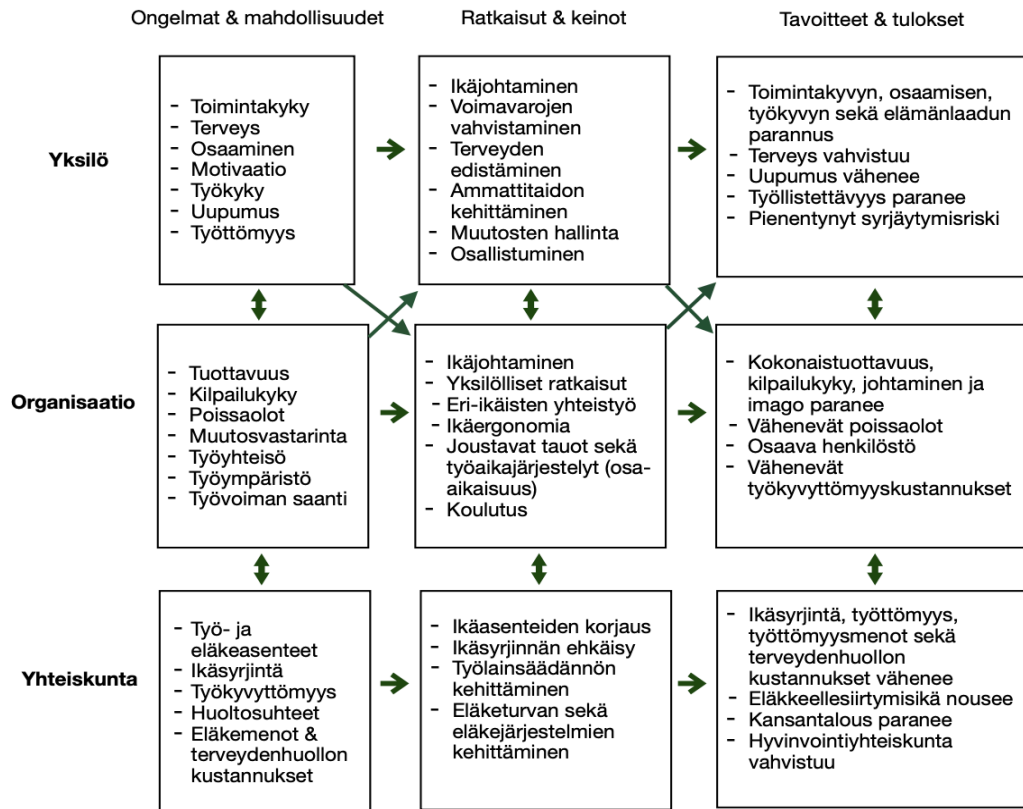 Ongelmat & mahdollisuudet
Ratkaisut & keinot
Tavoitteet & tulokset
Yksilö
- Toimintakyky
- Terveys
- Osaaminen
- Motivaatio
- Työkyky
- Uupumus
- Työttömyys
- Ikäjohtaminen
- Voimavarojen
vahvistaminen
- Terveyden
edistäminen
- Ammattitaidon
kehittäminen
- Muutosten hallinta
- Osallistuminen
- Toimintakyvyn, osaamisen,
työkyvyn sekä elämänlaadun
parannus
- Terveys vahvistuu
- Uupumus vähenee
- Työllistettävyys paranee
- Pienentynyt syrjäytymisriski
Organisaatio
- Tuottavuus
- Kilpailukyky
- Poissaolot
- Muutosvastarinta
- Työyhteisö
- Työympäristö
- Työvoiman saanti
- Ikäjohtaminen
- Yksilölliset ratkaisut
- Eri-ikäisten yhteistyö
- Ikäergonomia
- Joustavat tauot sekä
työaikajärjestelyt (osa-
aikaisuus)
- Koulutus
- Kokonaistuottavuus,
kilpailukyky, johtaminen ja
imago paranee
- Vähenevät poissaolot
- Osaava henkilöstö
- Vähenevät
työkyvyttömyyskustannukset
Yhteiskunta
- Työ- ja
eläkeasenteet
- Ikäsyrjintä
- Työkyvyttömyys
- Huoltosuhteet
- Eläkemenot &
terveydenhuollon
kustannukset
- Ikäasenteiden korjaus
- Ikäsyrjinnän ehkäisy
- Työlainsäädännön
kehittäminen
- Eläketurvan sekä
eläkejärjestelmien
kehittäminen
- Ikäsyrjintä, työttömyys,
työttömyysmenot sekä
terveydenhuollon
kustannukset vähenee
- Eläkkeellesiirtymisikä nousee
- Kansantalous paranee
- Hyvinvointiyhteiskunta
vahvistuu